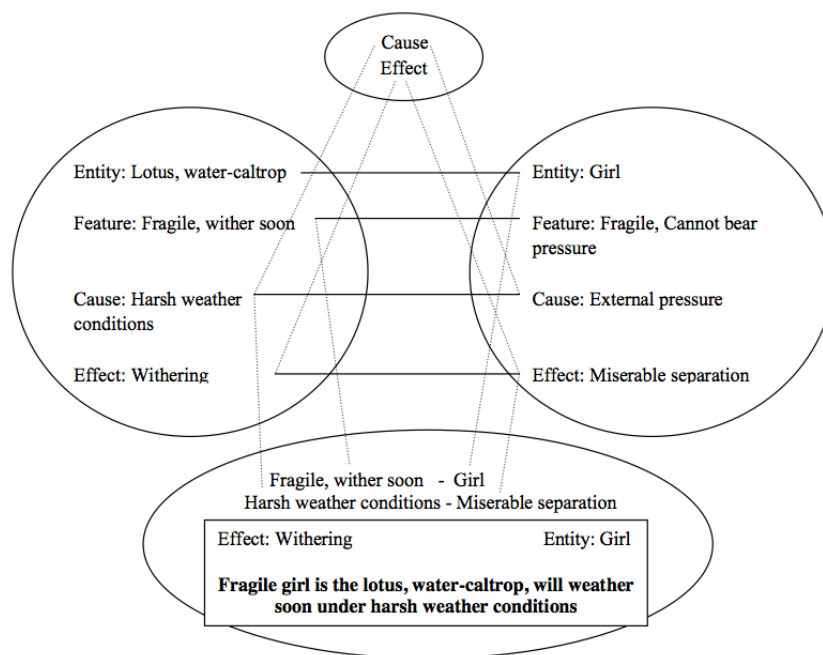 Cause
Effect
Entity: Lotus, water-caltrop
Feature: Fragile, wither soon
Cause: Harsh weather
conditions
Effect: Withering
Entity: Girl
Feature: Fragile, Cannot bear
pressure
Cause: External pressure
Effect: Miserable separation
Fragile, wither soon - Girl
Harsh weather conditions - Miserable separation
Effect: Withering Entity: Girl
Fragile girl is the lotus, water-caltrop, will weather
soon under harsh weather conditions